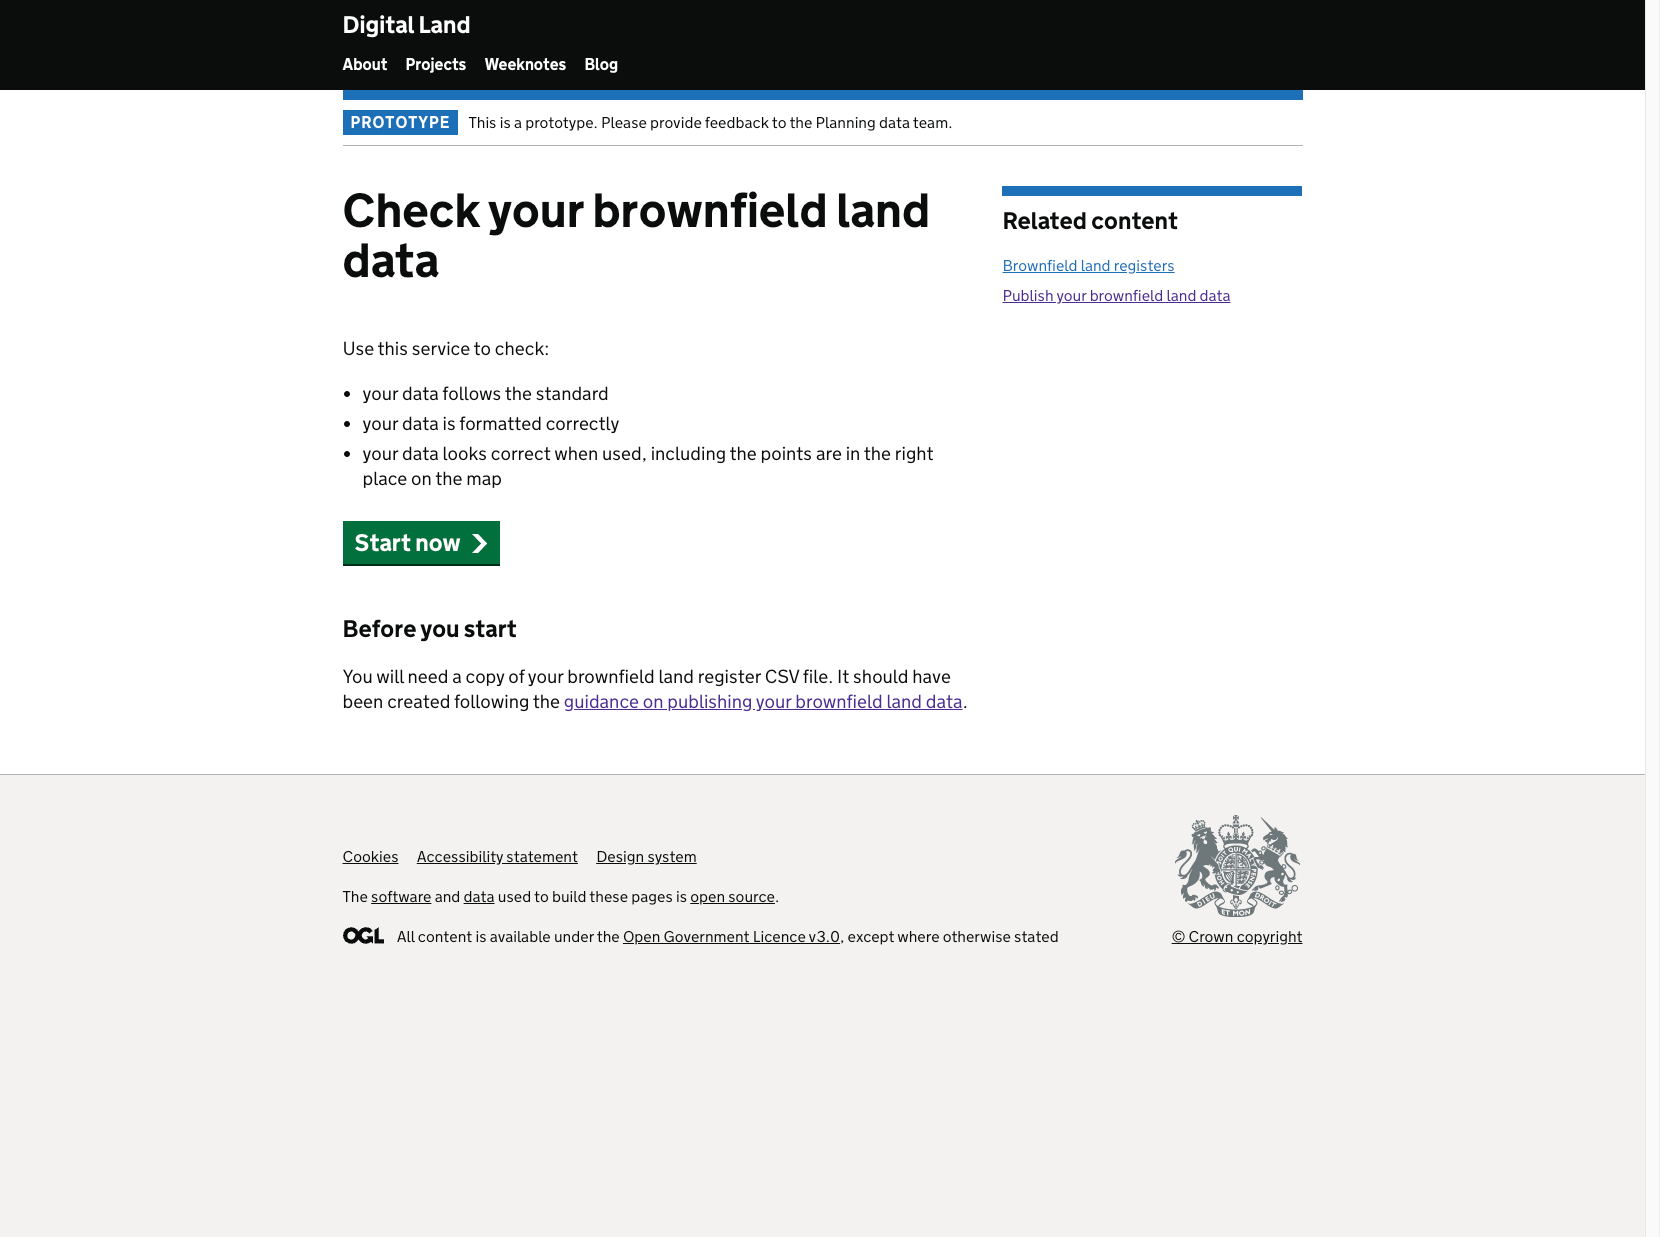 Digital Land
About Projects Weeknotes Blog
PROTOTYPE This is a prototype. Please provide feedback to the Planning data team.
Check your brownfield land
data
Related content
Brownfield land registers
Publish your brownfield land data
Use this service to check:
• your data follows the standard
• your data is formatted correctly
• your data looks correct when used, including the points are in the right
place on the map
Start now
Before you start
You will need a copy of your brownfield land register CSV file. It should have
been created following the guidance on publishing your brownfield land data.
Cookies Accessibility statement Design system
The software and data used to build these pages is open source.
OGL All content is available under the Open Government Licence v3.0, except where otherwise stated
DIEU ET MON DROIT
© Crown copyright